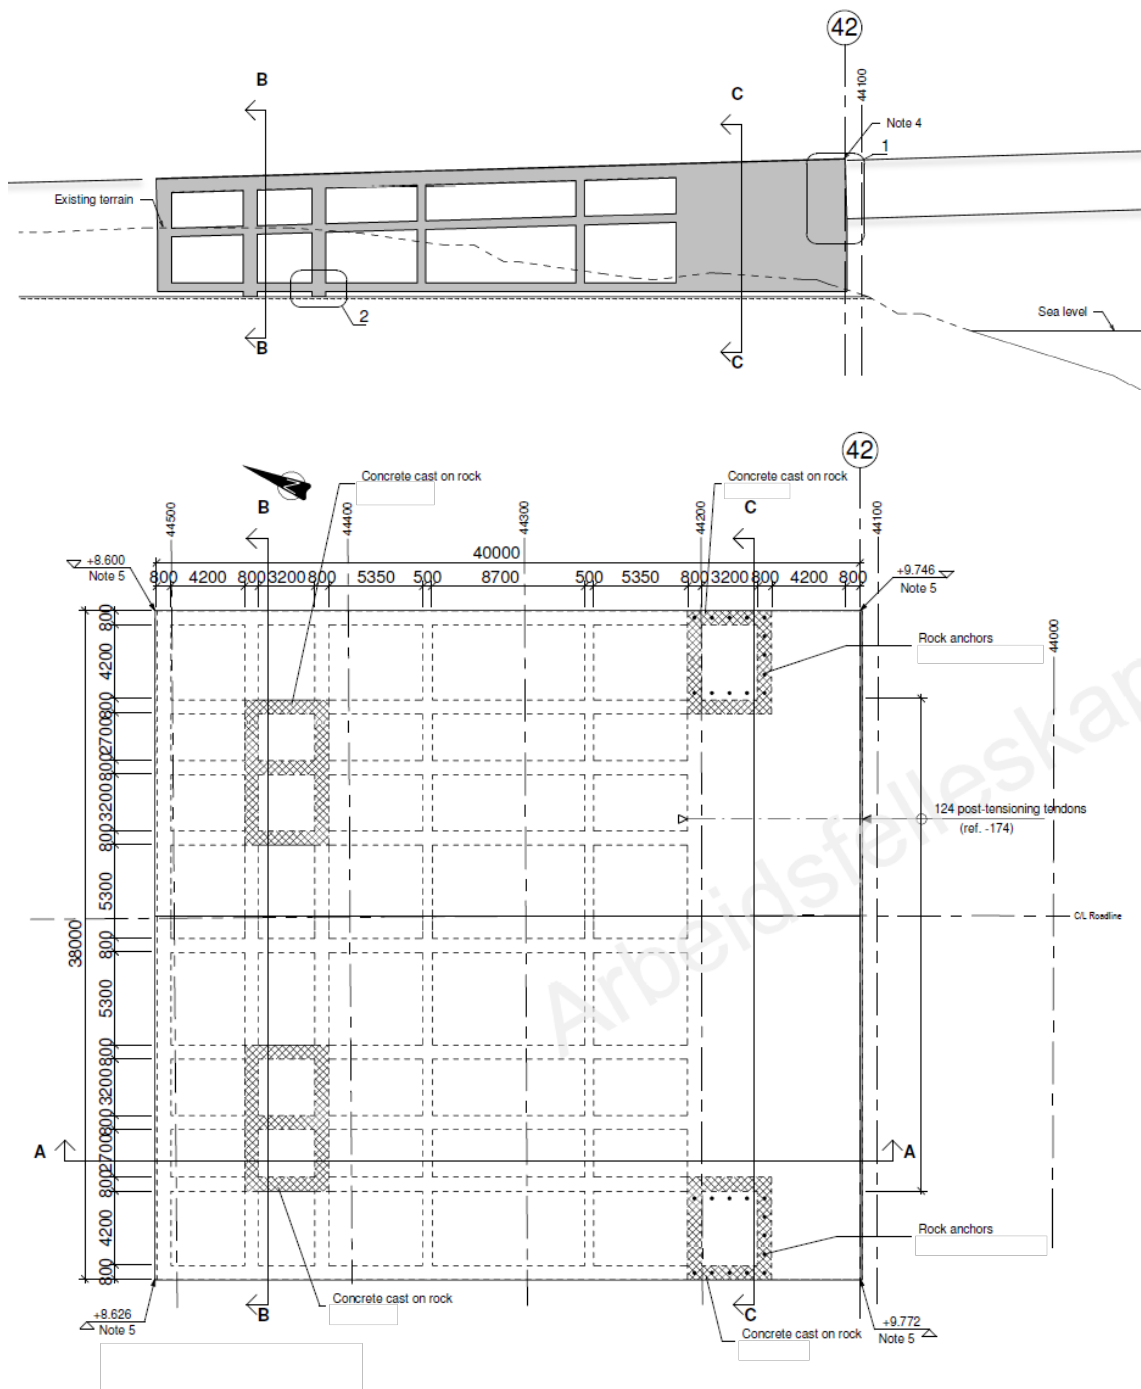 42
44100
B
C
Note 4
1
Existing terrain
2
Sea level
B
C
42
N
Concrete cast on rock
Concrete cast on rock
B
C
44500
44400
44300
44200
44100
40000
+8.600
Note 5
800 4200 800 3200 800 5350 500 8700 500 5350 800 3200 800 4200 800
+9.746
Note 5
44000
Rock anchors
38000
800
4200
800
2700
800
3200
800
5300
800
5300
800
3200
800
2700
800
4200
800
124 post-tensioning tendons
(ref. -174)
C/L Roadline
A
A
Rock anchors
Concrete cast on rock
Concrete cast on rock
B
C
+8.626
Note 5
+9.772
Note 5
Arbeidsfelleskap